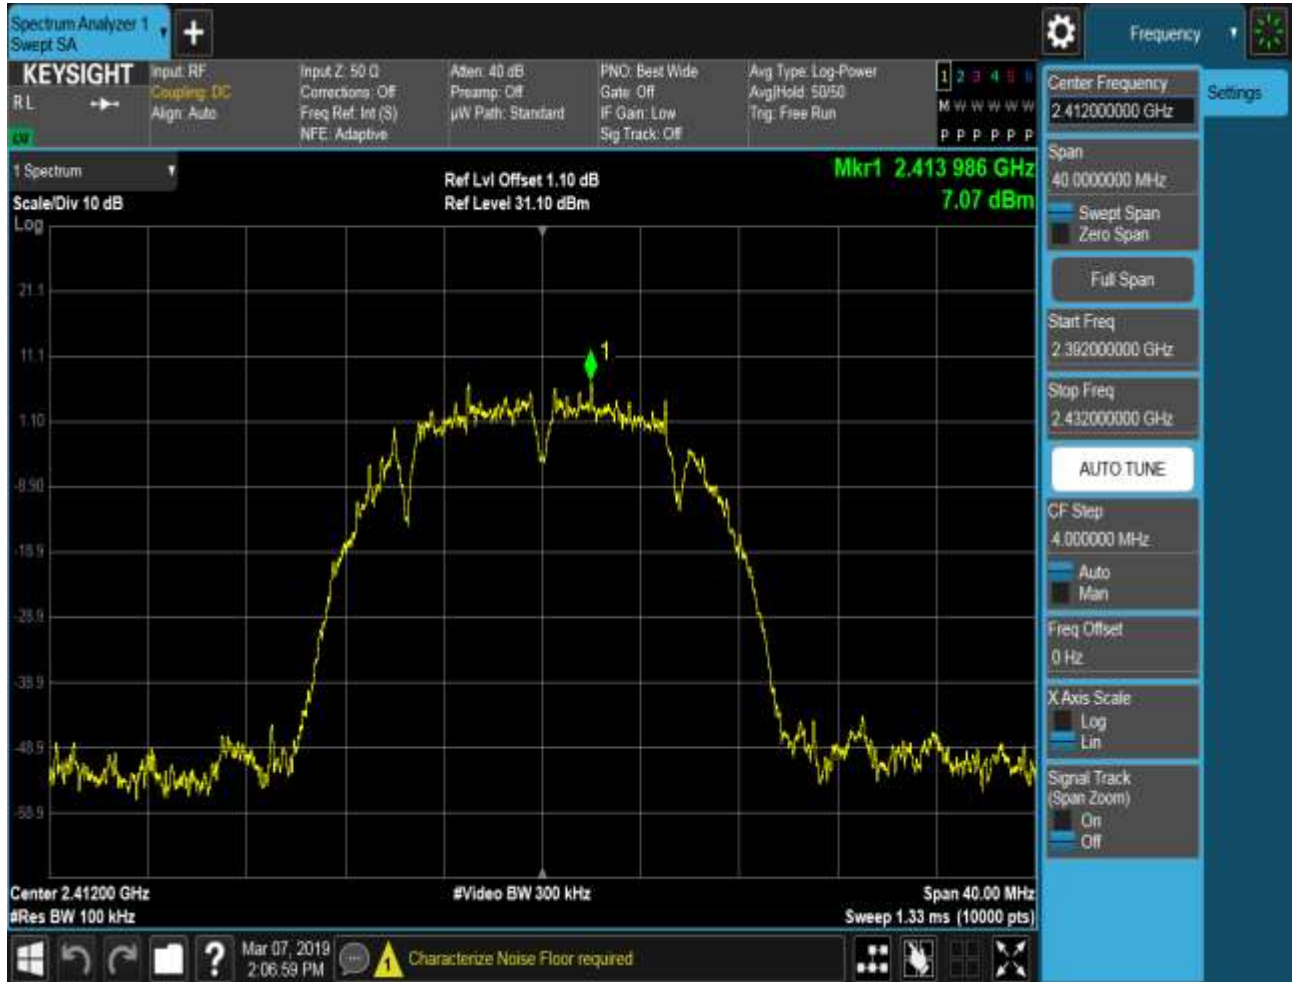 Spectrum Analyzer 1
Swept SA
+
Frequency
KEYSIGHT
RL
Input: RF
Coupling: DC
Align: Auto
Input Z: 50 Ω
Corrections: Off
Freq Ref: Int (S)
NFE: Adaptive
Atten: 40 dB
Preamp: Off
µW Path: Standard
PNO: Best Wide
Gate: Off
IF Gain: Low
Sig Track: Off
Avg Type: Log-Power
Avg|Hold: 50/50
Trig: Free Run
1 2 3 4 5 6
M W W W W W
P P P P P P
1 Spectrum
Scale/Div 10 dB
Log
Ref Lvl Offset 1.10 dB
Ref Level 31.10 dBm
Mkr1 2.413 986 GHz
7.07 dBm
21.1
11.1
1.10
-8.90
-18.9
-28.9
-38.9
-48.9
-58.9
1
Center 2.41200 GHz
#Res BW 100 kHz
#Video BW 300 kHz
Span 40.00 MHz
Sweep 1.33 ms (10000 pts)
Center Frequency
2.412000000 GHz
Settings
Span
40.0000000 MHz
Swept Span
Zero Span
Full Span
Start Freq
2.392000000 GHz
Stop Freq
2.432000000 GHz
AUTO TUNE
CF Step
4.000000 MHz
Auto
Man
Freq Offset
0 Hz
X Axis Scale
Log
Lin
Signal Track
(Span Zoom)
On
Off
?
Mar 07, 2019
2:06:59 PM
1
Characterize Noise Floor required